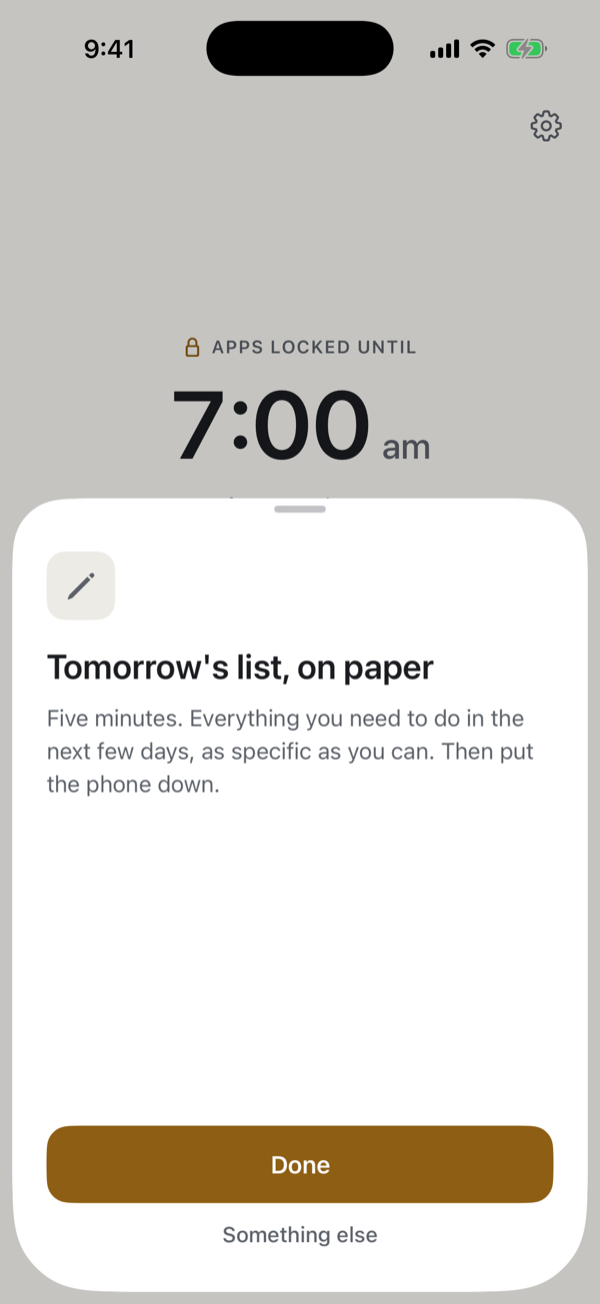 9:41
APPS LOCKED UNTIL
7:00 am
Tomorrow's list, on paper
Five minutes. Everything you need to do in the
next few days, as specific as you can. Then put
the phone down.
Done
Something else